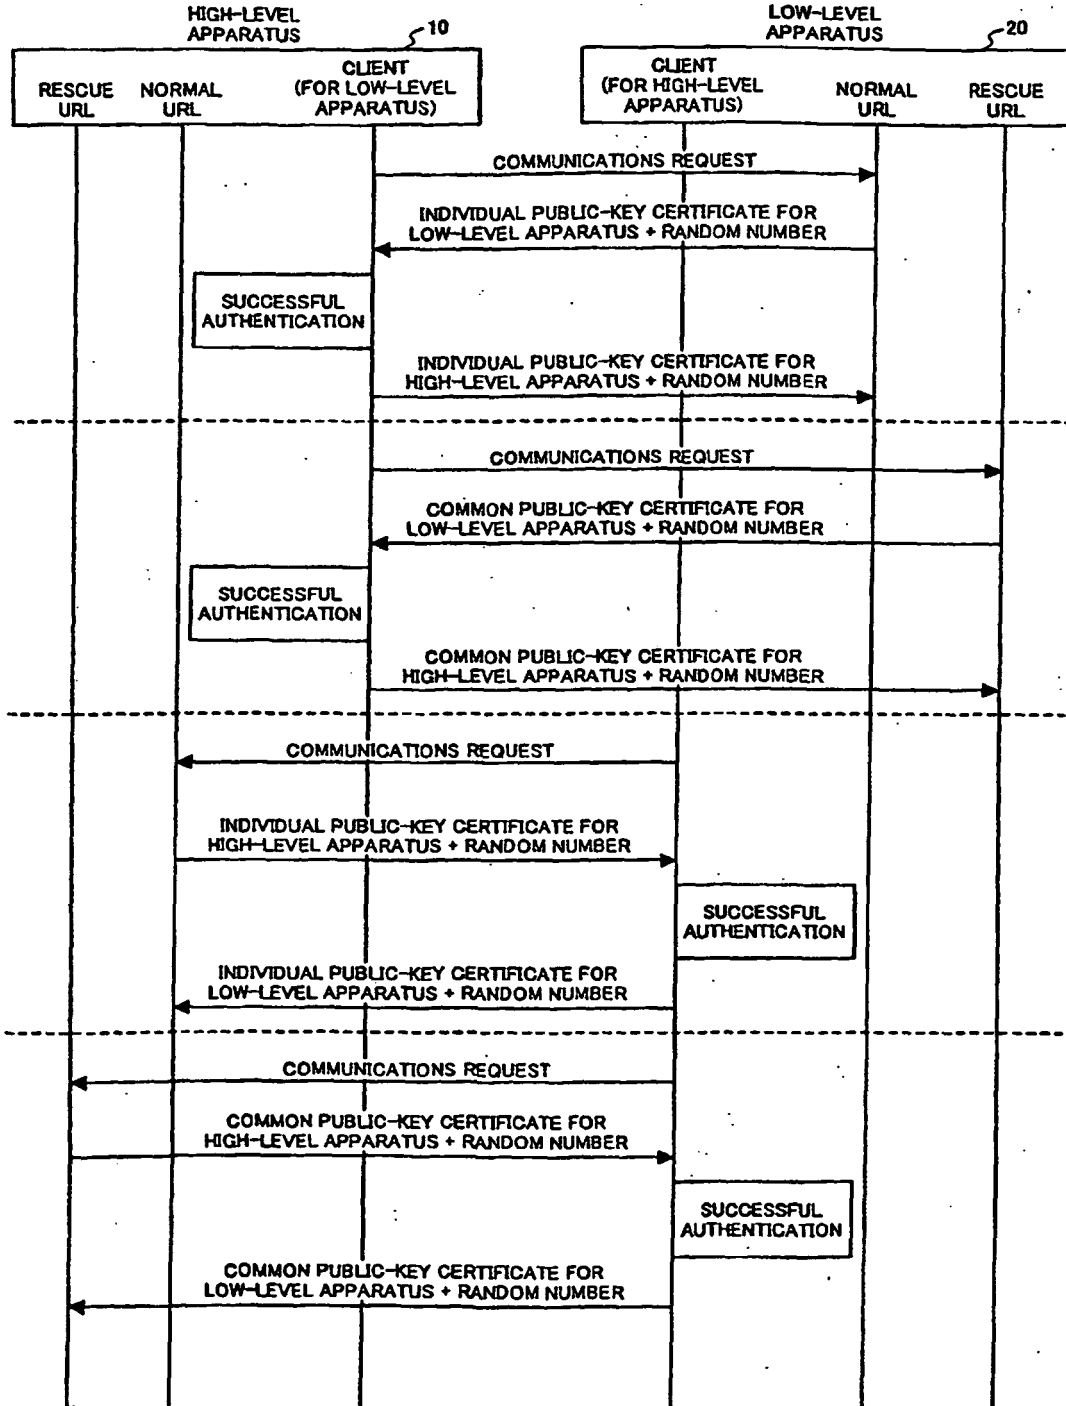 HIGH-LEVEL
APPARATUS
10
LOW-LEVEL
APPARATUS
20
RESCUE
URL
NORMAL
URL
CLIENT
(FOR LOW-LEVEL
APPARATUS)
CLIENT
(FOR HIGH-LEVEL
APPARATUS)
NORMAL
URL
RESCUE
URL
COMMUNICATIONS REQUEST
INDIVIDUAL PUBLIC-KEY CERTIFICATE FOR
LOW-LEVEL APPARATUS + RANDOM NUMBER
SUCCESSFUL
AUTHENTICATION
INDIVIDUAL PUBLIC-KEY CERTIFICATE FOR
HIGH-LEVEL APPARATUS + RANDOM NUMBER
COMMUNICATIONS REQUEST
COMMON PUBLIC-KEY CERTIFICATE FOR
LOW-LEVEL APPARATUS + RANDOM NUMBER
SUCCESSFUL
AUTHENTICATION
COMMON PUBLIC-KEY CERTIFICATE FOR
HIGH-LEVEL APPARATUS + RANDOM NUMBER
COMMUNICATIONS REQUEST
INDIVIDUAL PUBLIC-KEY CERTIFICATE FOR
HIGH-LEVEL APPARATUS + RANDOM NUMBER
SUCCESSFUL
AUTHENTICATION
INDIVIDUAL PUBLIC-KEY CERTIFICATE FOR
LOW-LEVEL APPARATUS + RANDOM NUMBER
COMMUNICATIONS REQUEST
COMMON PUBLIC-KEY CERTIFICATE FOR
HIGH-LEVEL APPARATUS + RANDOM NUMBER
SUCCESSFUL
AUTHENTICATION
COMMON PUBLIC-KEY CERTIFICATE FOR
LOW-LEVEL APPARATUS + RANDOM NUMBER